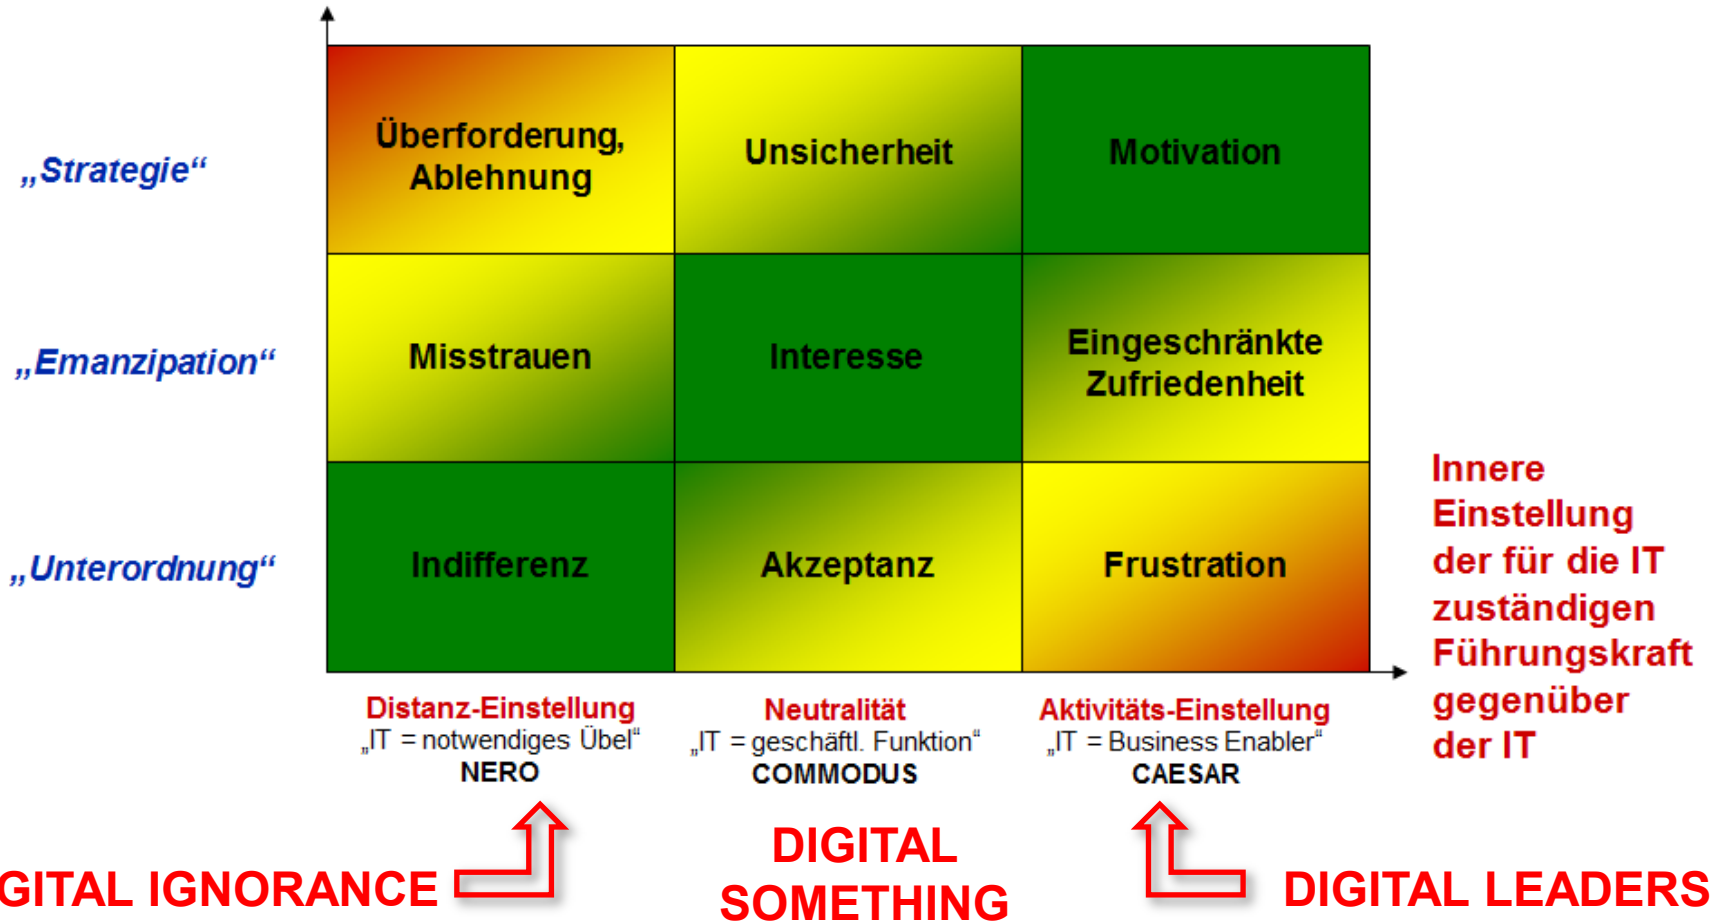 „Strategie“
Überforderung,
Ablehnung
Unsicherheit
Motivation
„Emanzipation“
Misstrauen
Interesse
Eingeschränkte
Zufriedenheit
„Unterordnung“
Indifferenz
Akzeptanz
Frustration
Innere
Einstellung
der für die IT
zuständigen
Führungskraft
gegenüber
der IT
Distanz-Einstellung
„IT = notwendiges Übel“
NERO
Neutralität
„IT = geschäftl. Funktion“
COMMODUS
Aktivitäts-Einstellung
„IT = Business Enabler“
CAESAR
GITAL IGNORANCE
DIGITAL
SOMETHING
DIGITAL LEADERS